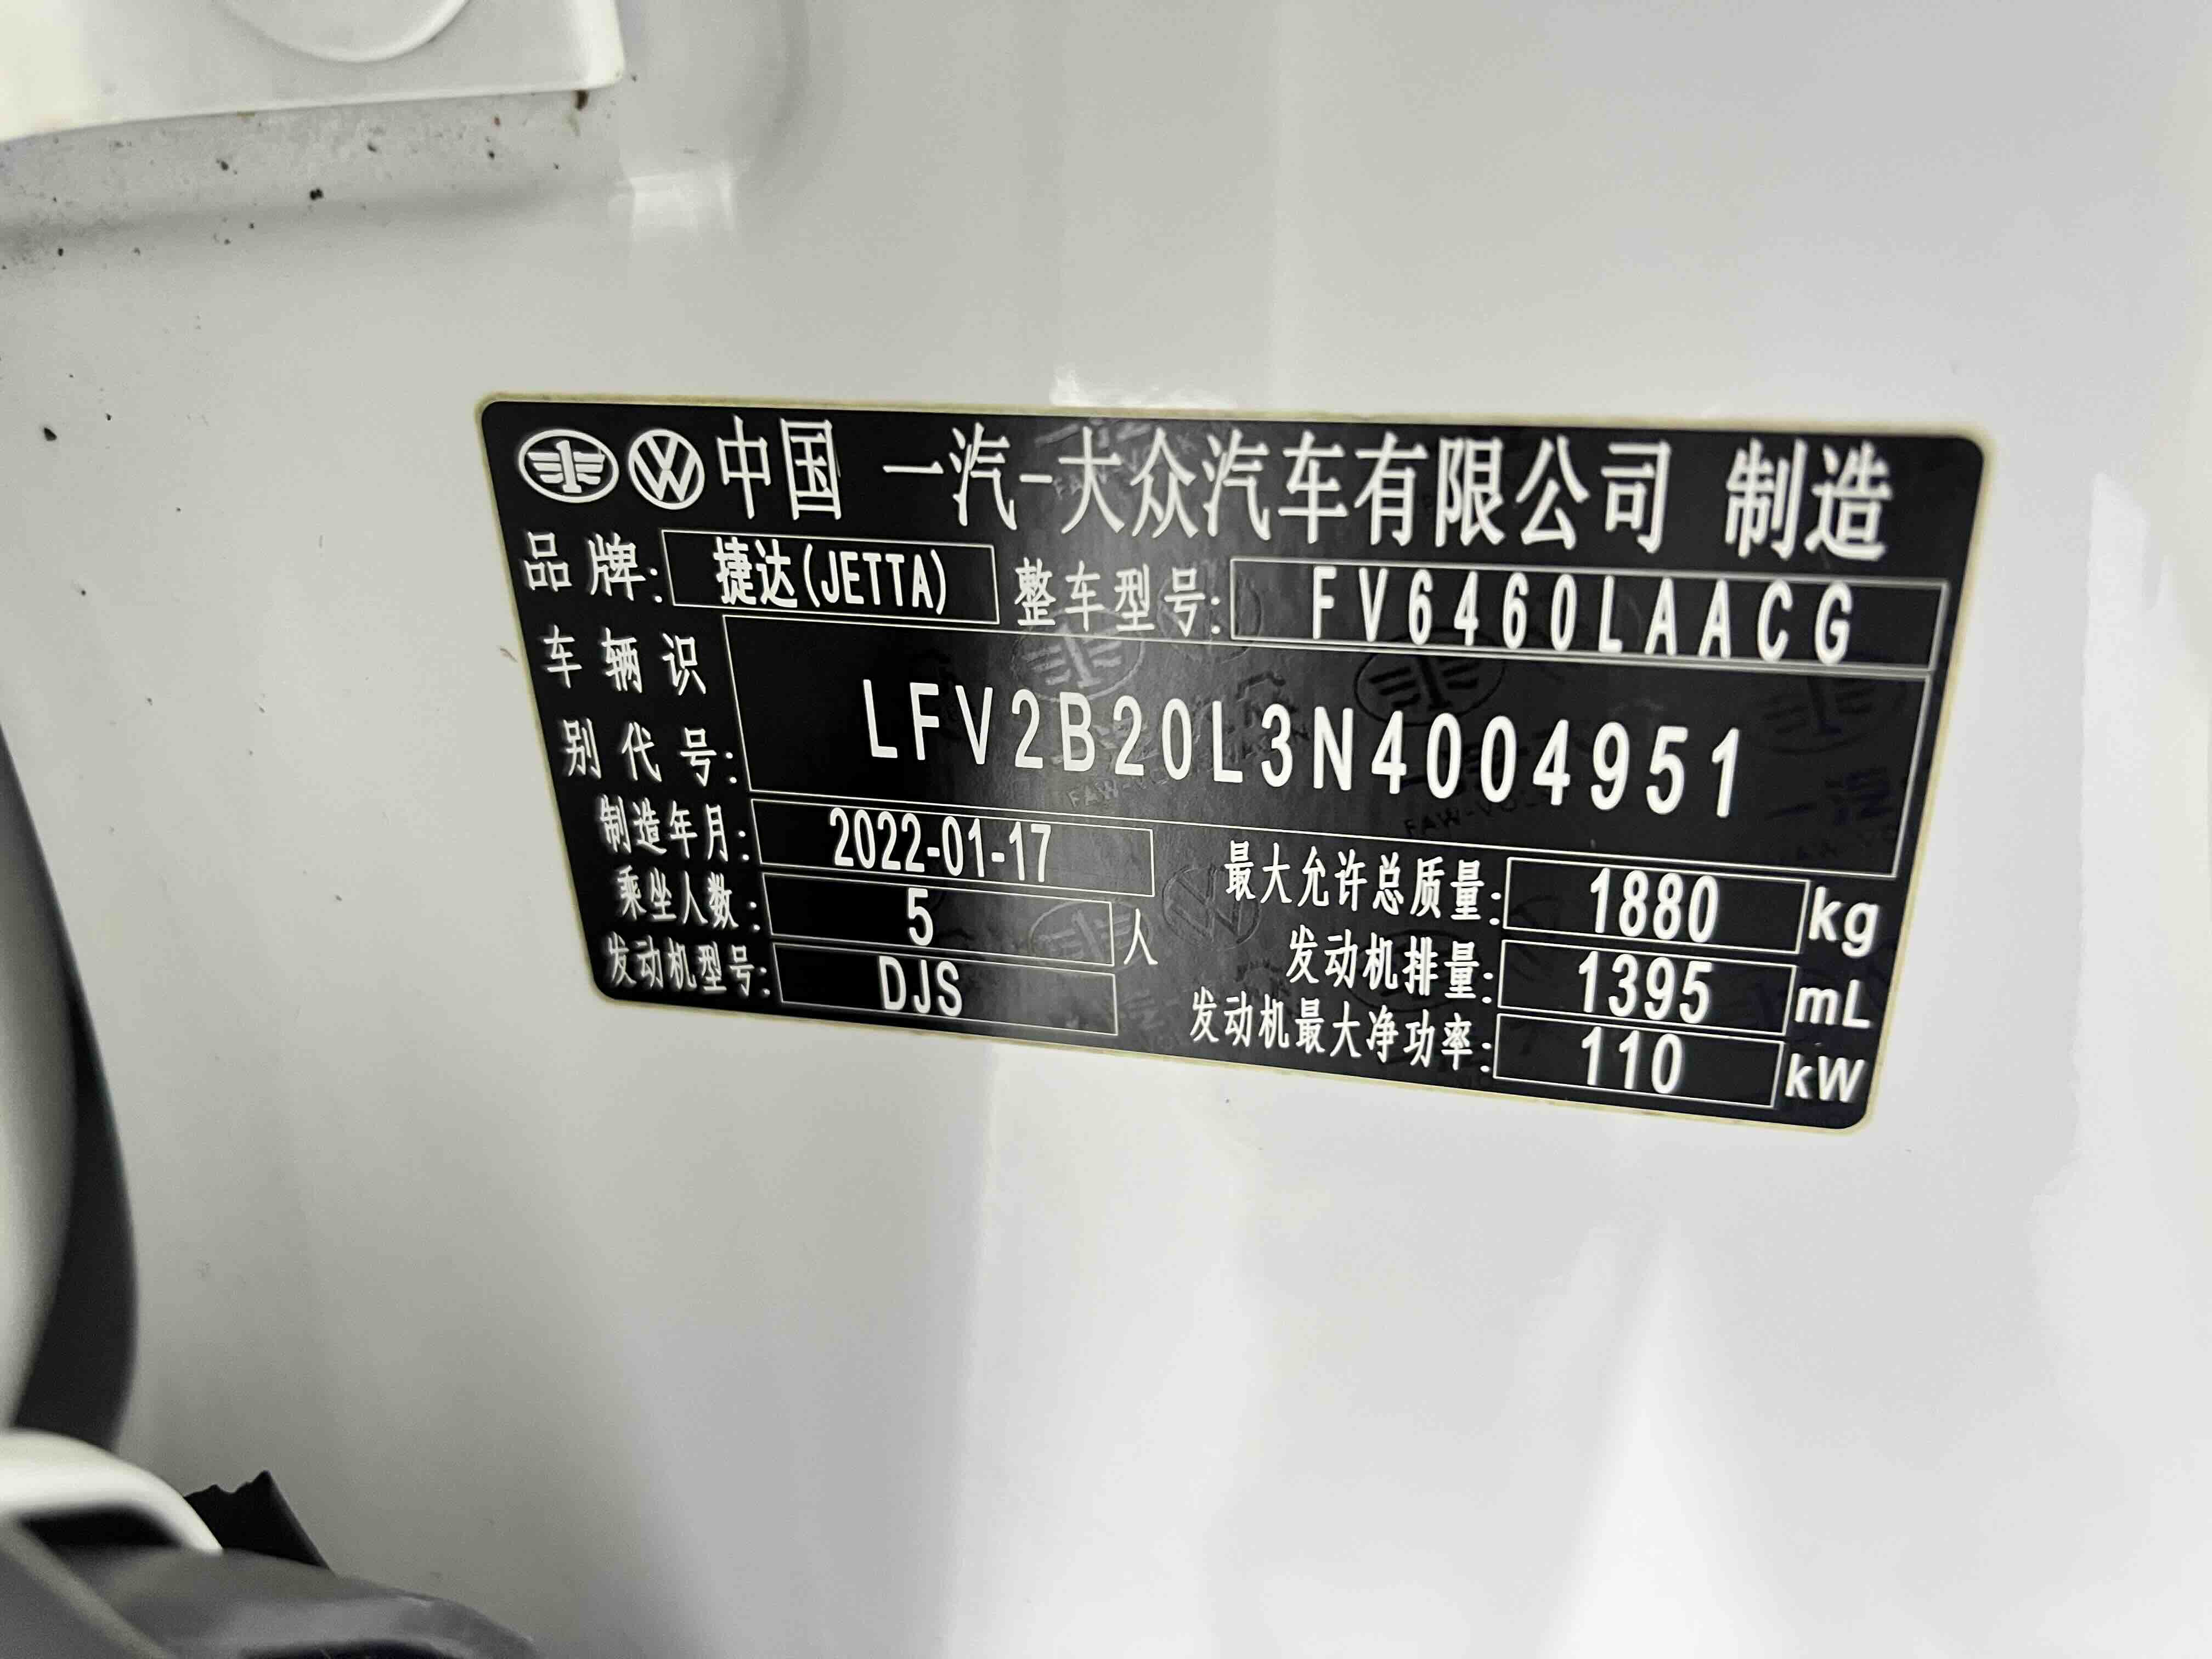 中国 一汽-大众汽车有限公司 制造
品牌: 捷达(JETTA) 整车型号: FV6460LAACG
车辆识别代号: LFV2B20L3N4004951
制造年月: 2022-01-17 最大允许总质量: 1880 kg
乘坐人数: 5 人 发动机排量: 1395 mL
发动机型号: DJS 发动机最大净功率: 110 kW